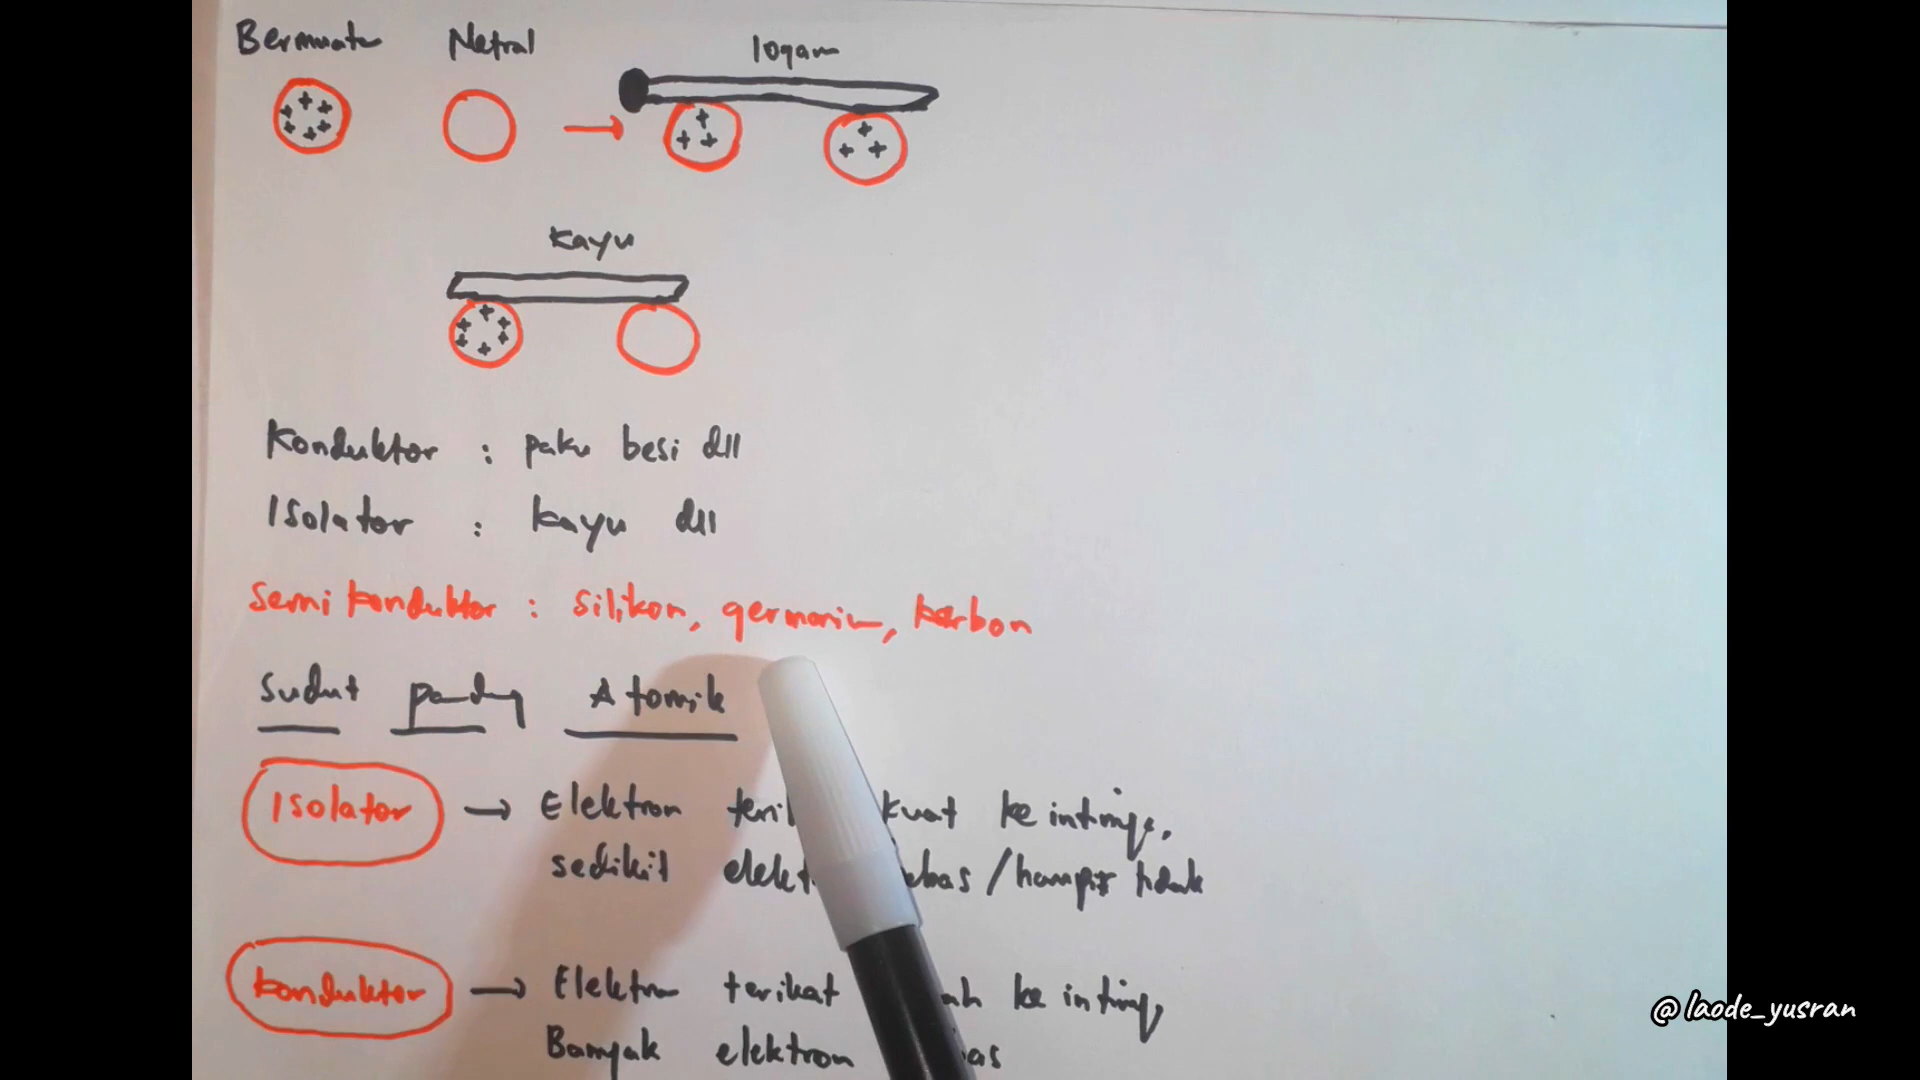 Bermuatan Netral logam
Kayu
Konduktor : paku besi dll
Isolator : kayu dll
Semi konduktor : silikon, germanium, karbon
Sudut pandang Atomik
Isolator → Elektron kuat ke intinya,
sedikit / hampir tidak
Konduktor → Elektron terikat ke intinya,
Banyak elektron
@laode_yusran